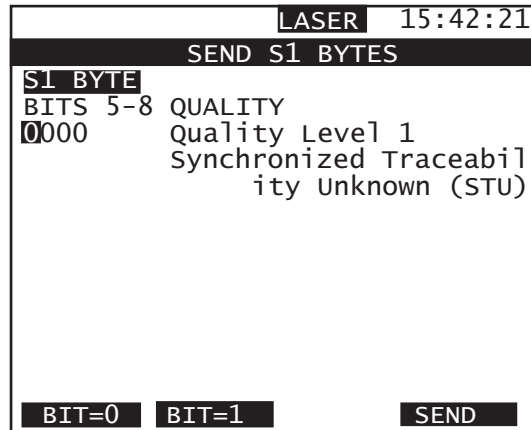 LASER 15:42:21
SEND S1 BYTES
S1 BYTE
BITS 5-8 QUALITY
0000 Quality Level 1
Synchronized Traceabil
ity Unknown (STU)
BIT=0 BIT=1 SEND